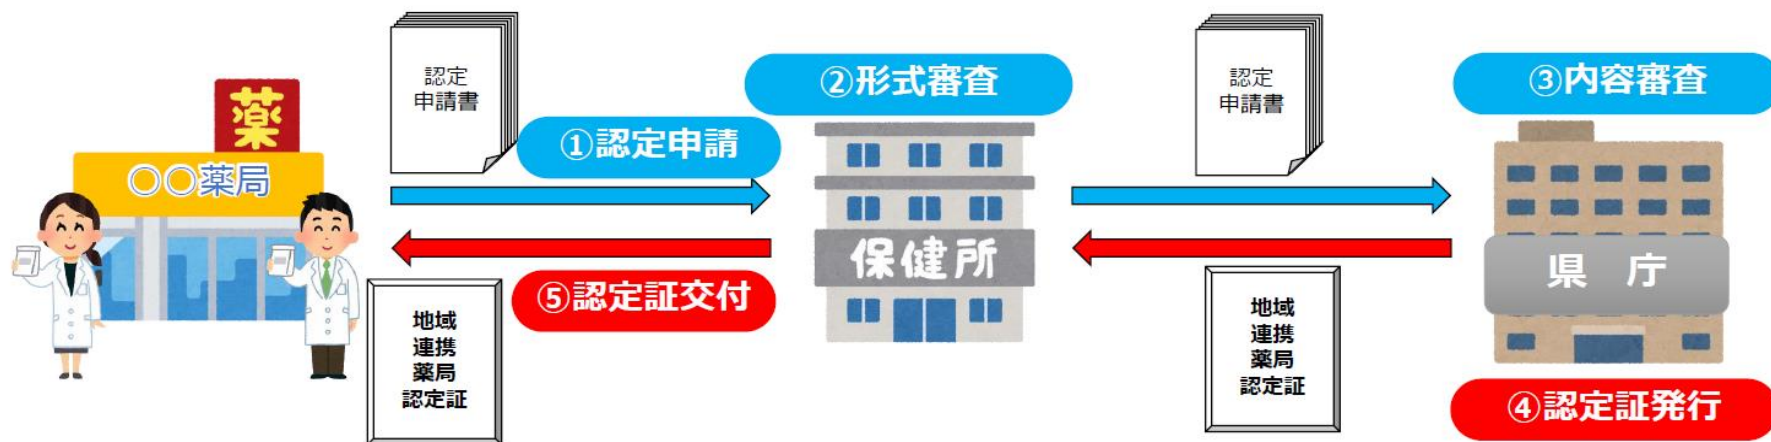 薬
○○薬局
認定
申請書
①認定申請
②形式審査
保健所
認定
申請書
③内容審査
県 庁
④認定証発行
地域
連携
薬局
認定証
⑤認定証交付
地域
連携
薬局
認定証